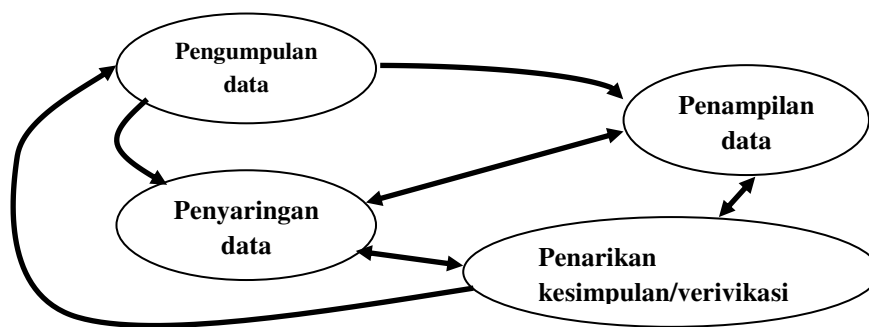 Pengumpulan
data
Penampilan
data
Penyaringan
data
Penarikan
kesimpulan/verivikasi